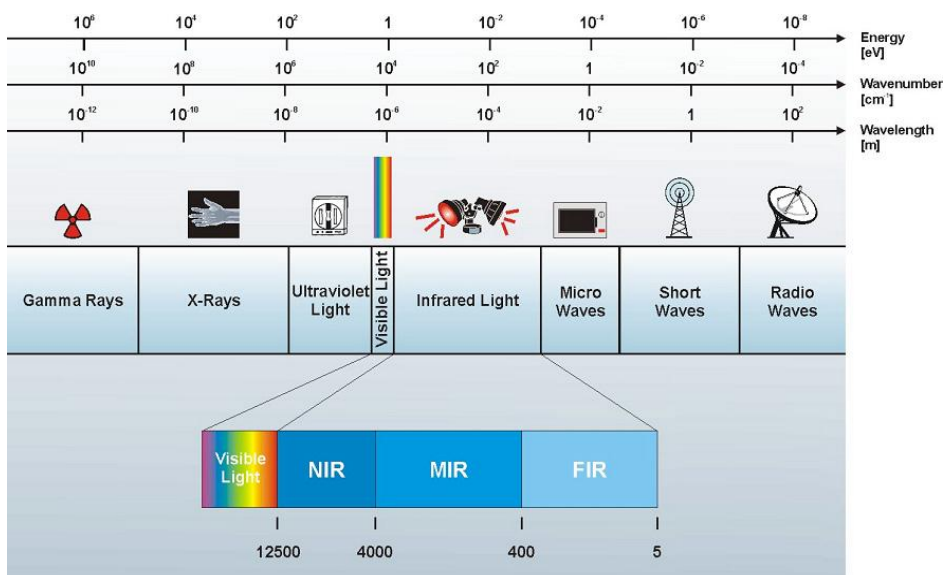 10⁶ 10⁴ 10² 1 10⁻² 10⁻⁴ 10⁻⁶ 10⁻⁸
Energy
[eV]
10¹⁰ 10⁸ 10⁶ 10⁴ 10² 1 10⁻² 10⁻⁴
Wavenumber
[cm⁻¹]
10⁻¹² 10⁻¹⁰ 10⁻⁸ 10⁻⁶ 10⁻⁴ 10⁻² 1 10²
Wavelength
[m]
Gamma Rays
X-Rays
Ultraviolet
Light
Visible Light
Infrared Light
Micro
Waves
Short
Waves
Radio
Waves
Visible
Light
NIR
MIR
FIR
12500 4000 400 5